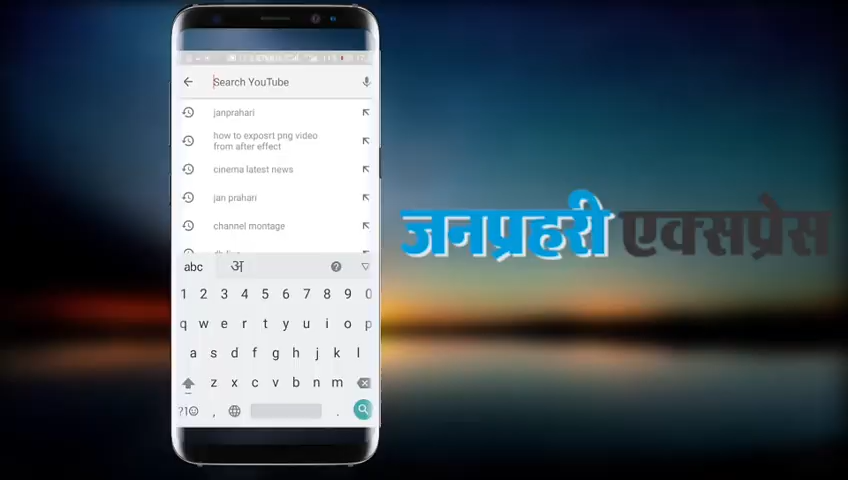 Search YouTube
janprahari
how to exposrt png video
from after effect
cinema latest news
jan prahari
channel montage
abc अ
1 2 3 4 5 6 7 8 9 0
q w e r t y u i o p
a s d f g h j k l
z x c v b n m
?1☺ , .
जनप्रहरी एक्सप्रेस